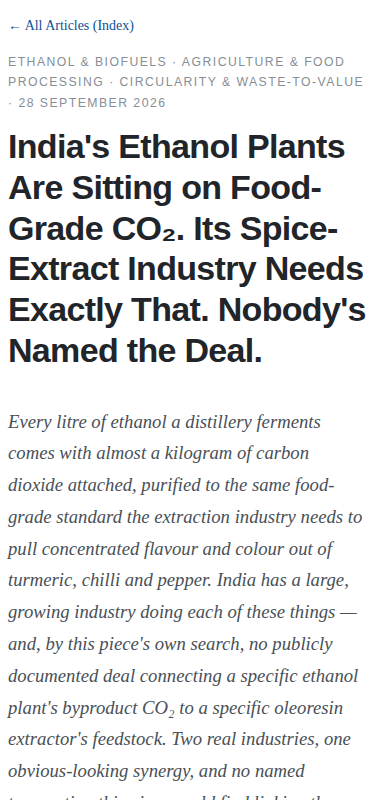 ← All Articles (Index)
ETHANOL & BIOFUELS · AGRICULTURE & FOOD
PROCESSING · CIRCULARITY & WASTE-TO-VALUE
· 28 SEPTEMBER 2026
India's Ethanol Plants
Are Sitting on Food-
Grade CO₂. Its Spice-
Extract Industry Needs
Exactly That. Nobody's
Named the Deal.
Every litre of ethanol a distillery ferments
comes with almost a kilogram of carbon
dioxide attached, purified to the same food-
grade standard the extraction industry needs to
pull concentrated flavour and colour out of
turmeric, chilli and pepper. India has a large,
growing industry doing each of these things —
and, by this piece's own search, no publicly
documented deal connecting a specific ethanol
plant's byproduct CO₂ to a specific oleoresin
extractor's feedstock. Two real industries, one
obvious-looking synergy, and no named